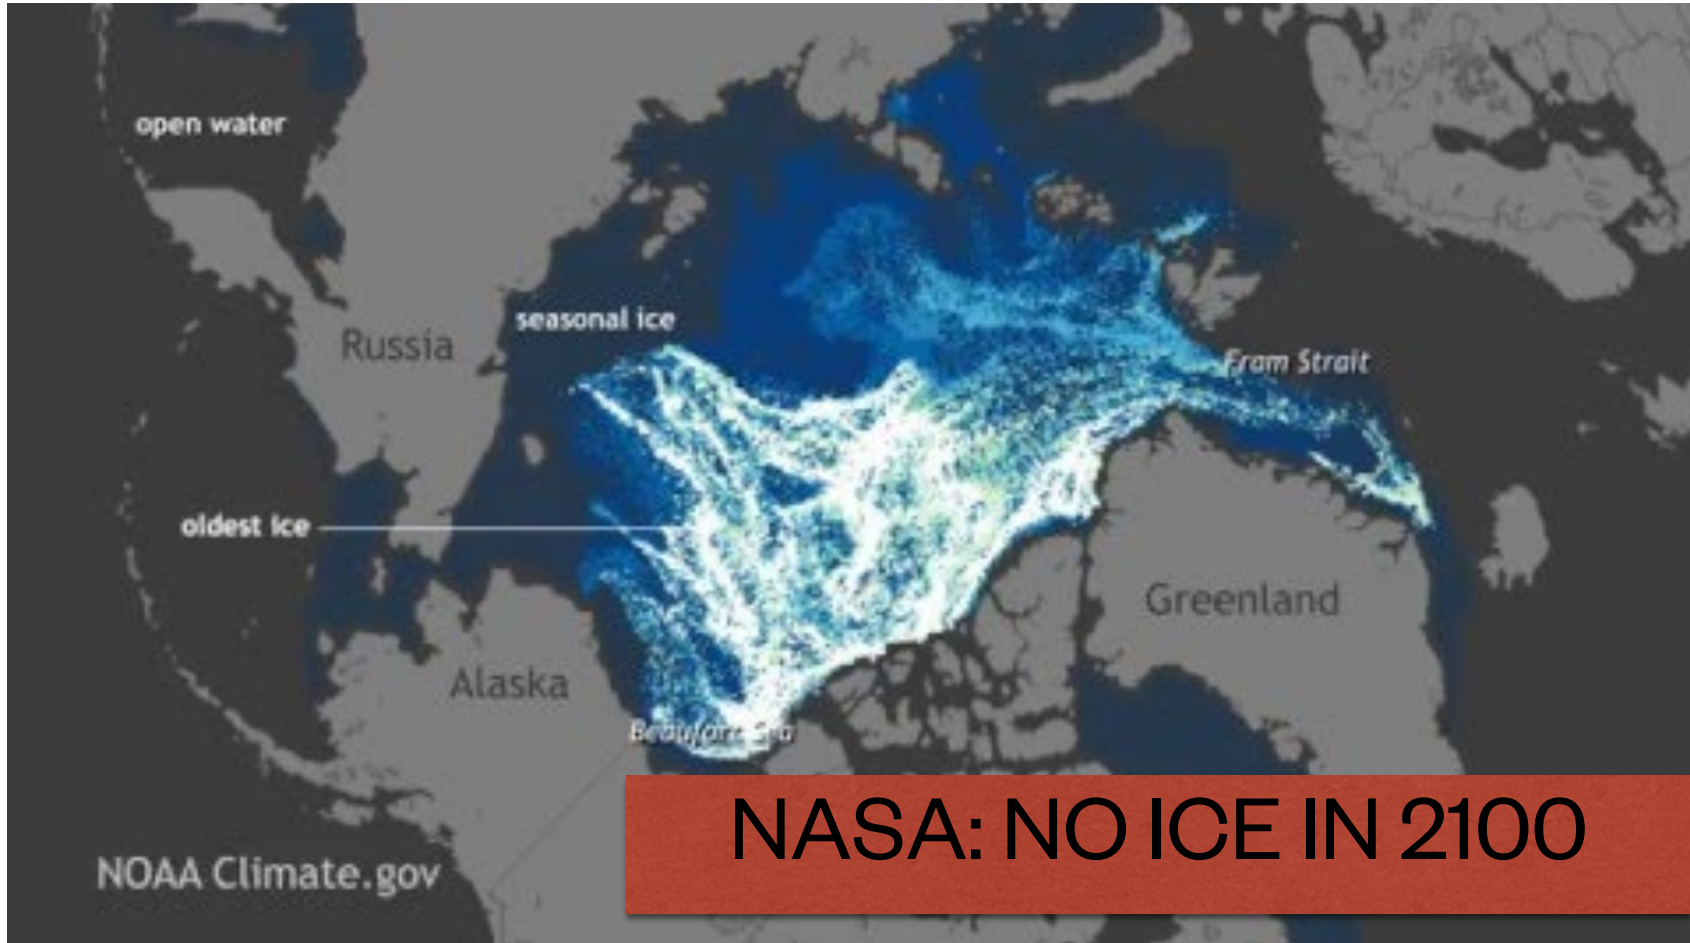 open water
seasonal ice
Russia
Fram Strait
oldest ice
Greenland
Alaska
Beaufort Sea
NASA: NO ICE IN 2100
NOAA Climate.gov